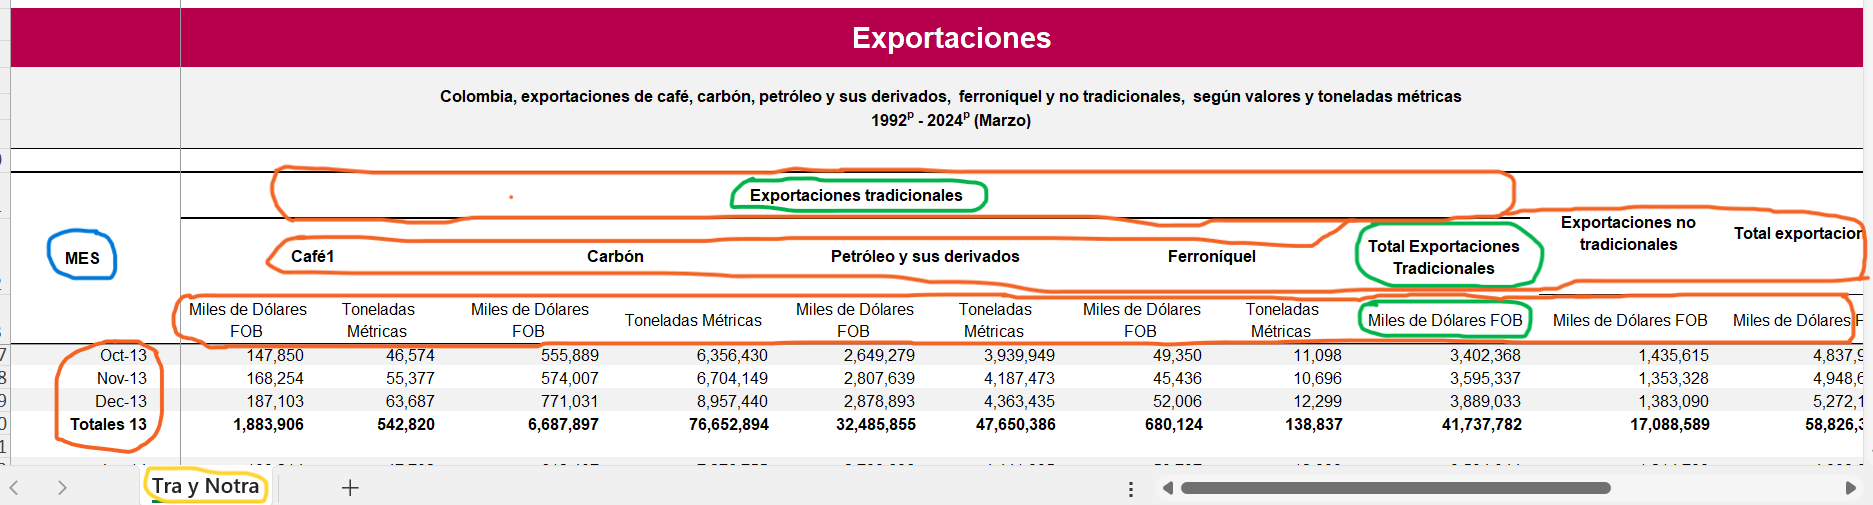 Exportaciones
Colombia, exportaciones de café, carbón, petróleo y sus derivados, ferroníquel y no tradicionales, según valores y toneladas métricas
1992p - 2024p (Marzo)
Exportaciones tradicionales
MES
Café1
Carbón
Petróleo y sus derivados
Ferroníquel
Total Exportaciones
Tradicionales
Exportaciones no
tradicionales
Total exportacion
Miles de Dólares
FOB
Toneladas
Métricas
Miles de Dólares
FOB
Toneladas Métricas
Miles de Dólares
FOB
Toneladas
Métricas
Miles de Dólares
FOB
Toneladas
Métricas
Miles de Dólares FOB
Miles de Dólares FOB
Miles de Dólares F
Oct-13 147,850 46,574 555,889 6,356,430 2,649,279 3,939,949 49,350 11,098 3,402,368 1,435,615 4,837,9
Nov-13 168,254 55,377 574,007 6,704,149 2,807,639 4,187,473 45,436 10,696 3,595,337 1,353,328 4,948,6
Dec-13 187,103 63,687 771,031 8,957,440 2,878,893 4,363,435 52,006 12,299 3,889,033 1,383,090 5,272,1
Totales 13 1,883,906 542,820 6,687,897 76,652,894 32,485,855 47,650,386 680,124 138,837 41,737,782 17,088,589 58,826,3
Tra y Notra